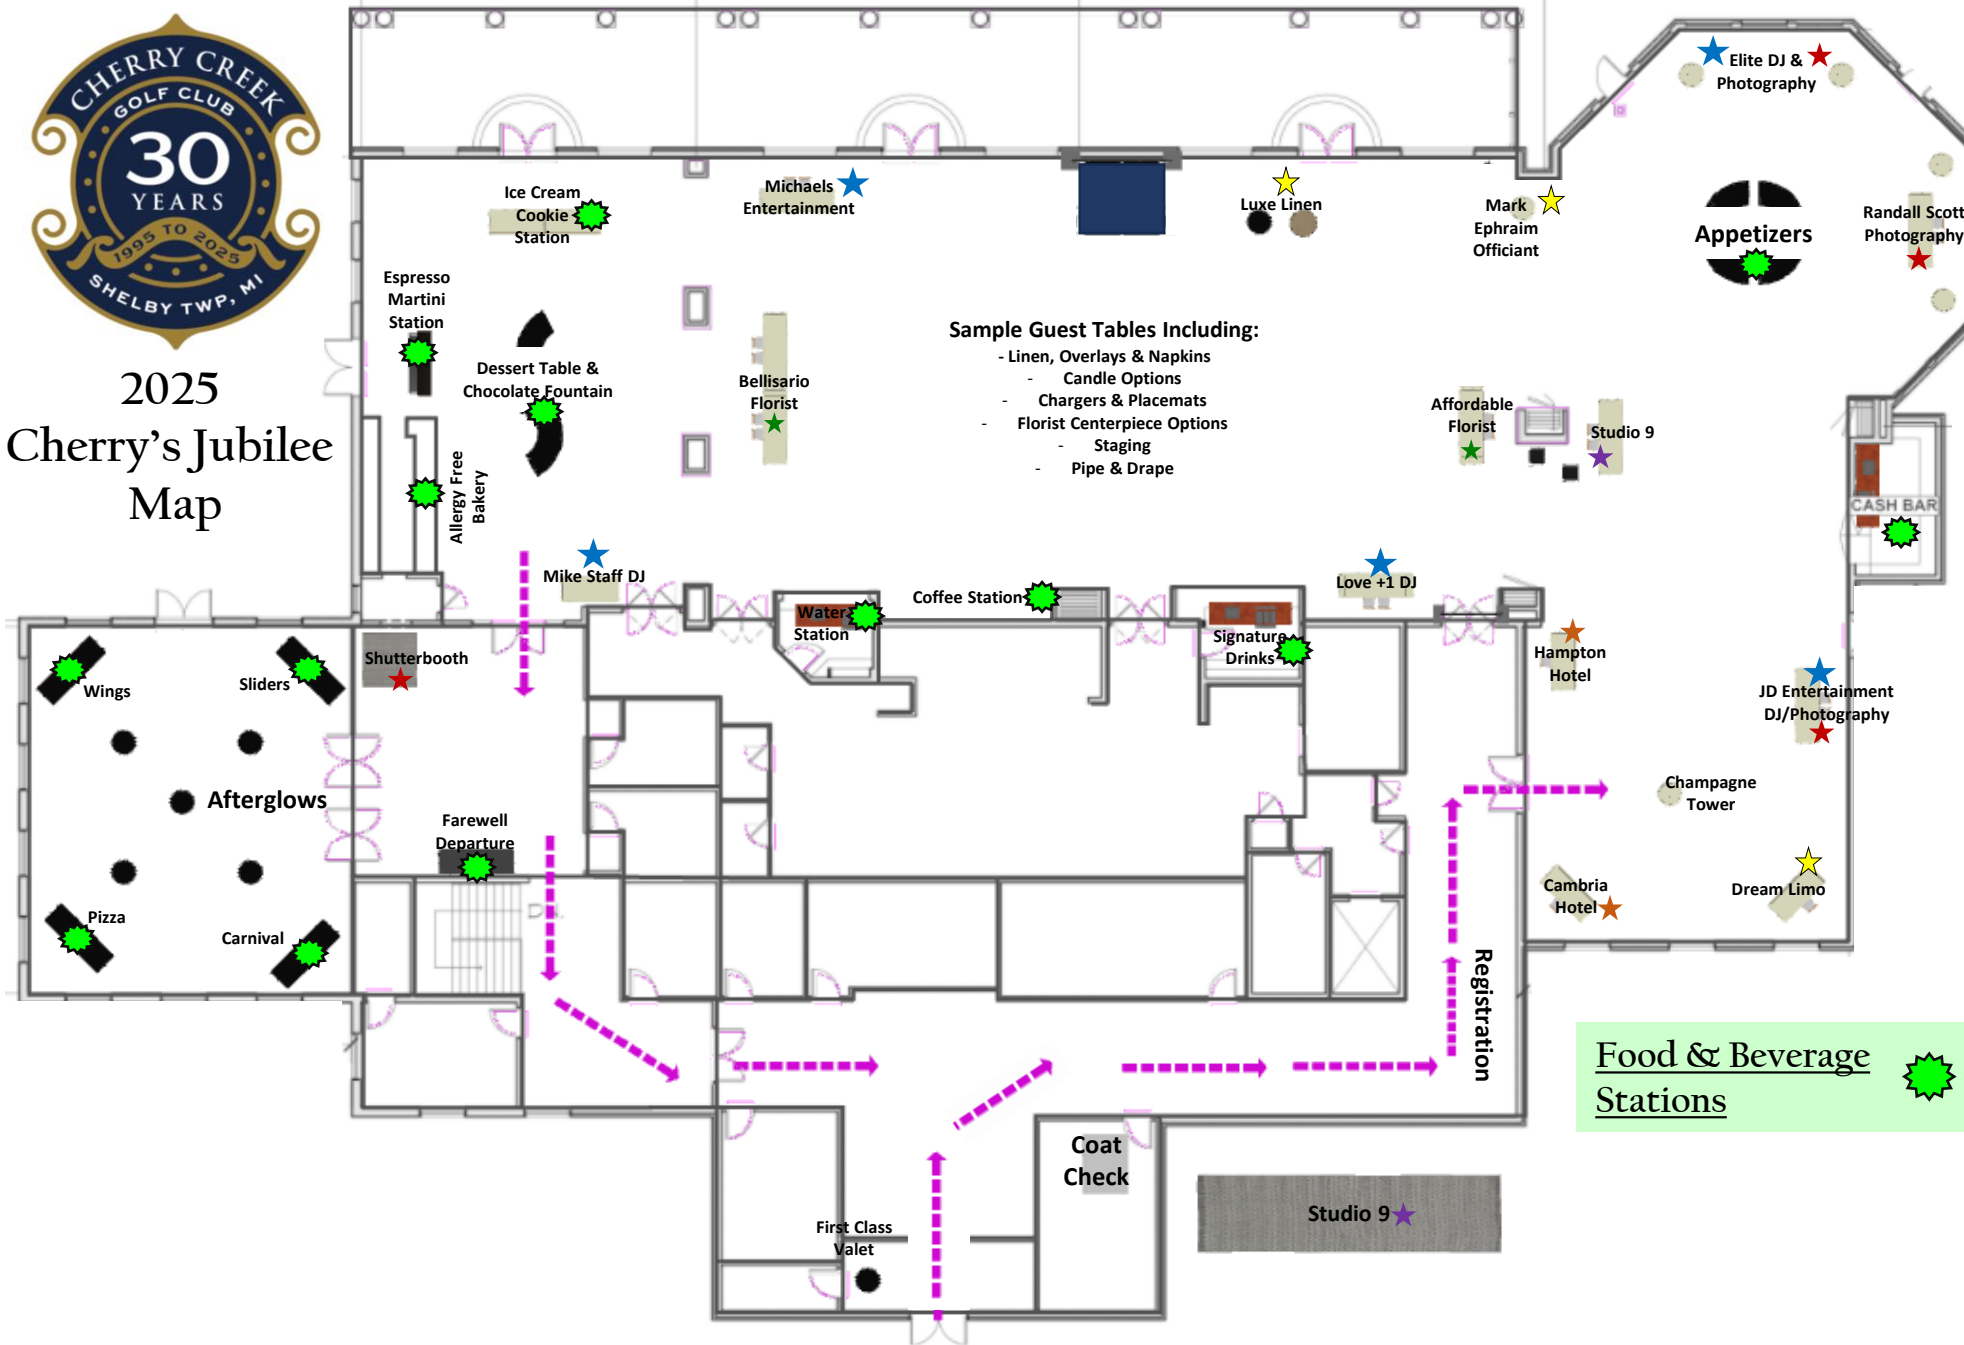 CHERRY CREEK
GOLF CLUB
30
YEARS
1995 TO 2025
SHELBY TWP, MI
2025
Cherry's Jubilee
Map
Ice Cream
Cookie
Station
Michaels
Entertainment
Luxe Linen
Mark
Ephraim
Officiant
Elite DJ &
Photography
Appetizers
Randall Scott
Photography
Espresso
Martini
Station
Dessert Table &
Chocolate Fountain
Bellisario
Florist
Sample Guest Tables Including:
- Linen, Overlays & Napkins
- Candle Options
- Chargers & Placemats
- Florist Centerpiece Options
- Staging
- Pipe & Drape
Affordable
Florist
Studio 9
CASH BAR
Allergy Free
Bakery
Mike Staff DJ
Water
Station
Coffee Station
Signature
Drinks
Love +1 DJ
Hampton
Hotel
JD Entertainment
DJ/Photography
Shutterbooth
Wings
Sliders
Afterglows
Farewell
Departure
Champagne
Tower
Cambria
Hotel
Dream Limo
Pizza
Carnival
Registration
Coat
Check
First Class
Valet
Studio 9
Food & Beverage
Stations